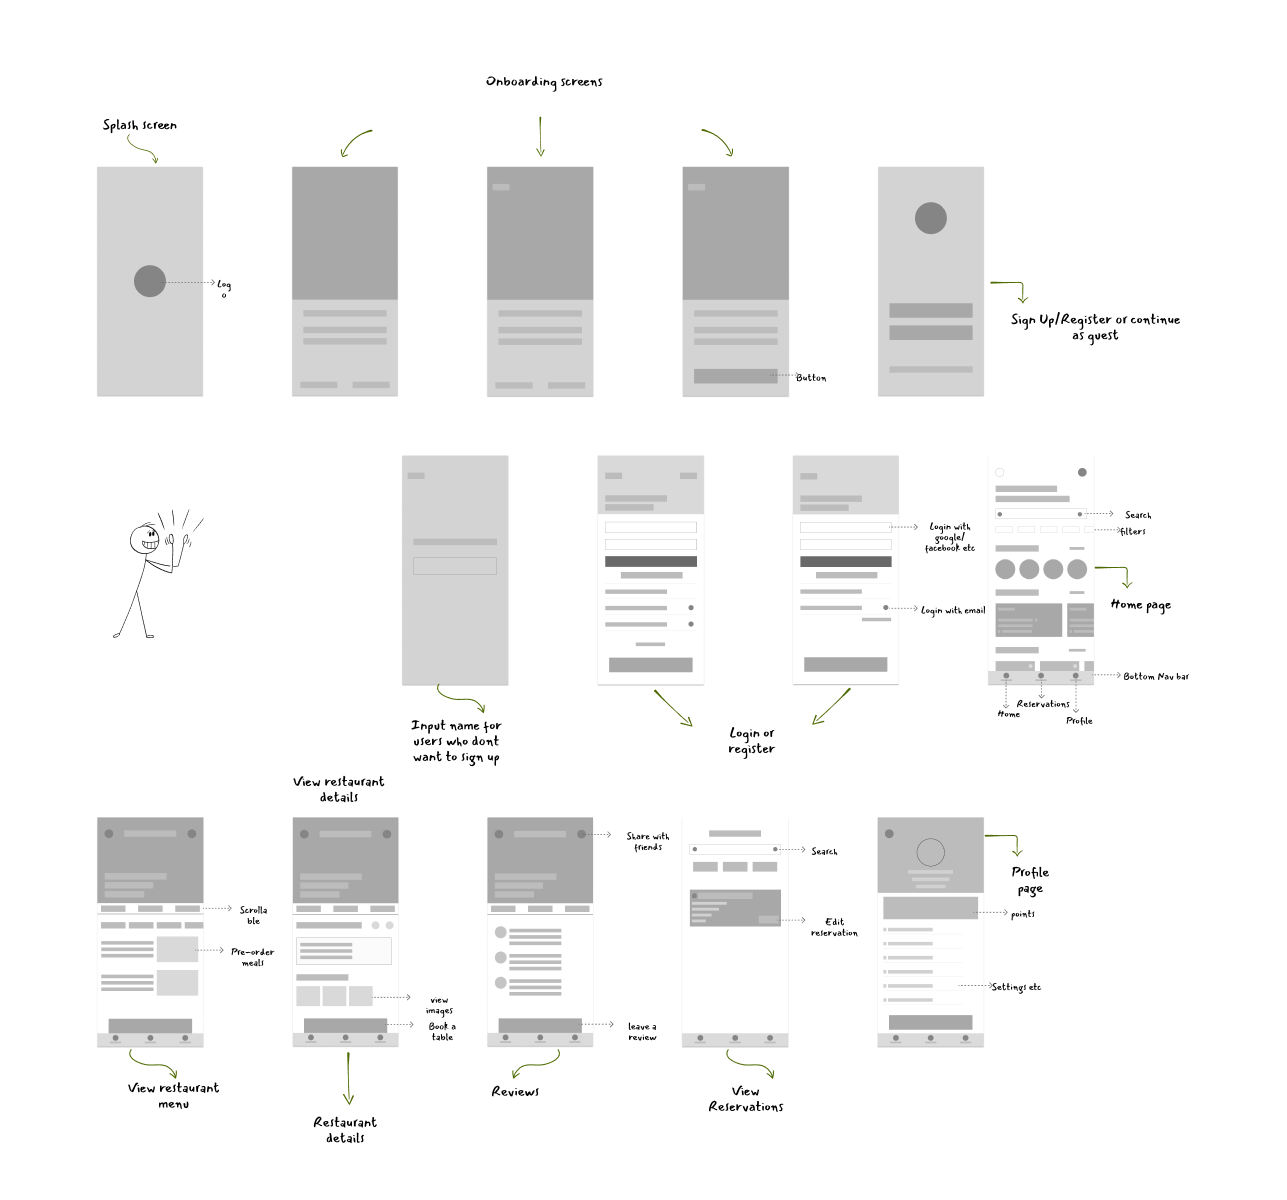 Onboarding screens
Splash screen
Log
o
Button
Sign Up/Register or continue
as guest
Login with
google/
facebook etc
Login with email
Search
filters
Home page
Bottom Nav bar
Reservations
Home
Profile
Input name for
users who dont
want to sign up
Login or
register
View restaurant
details
Scrolla
ble
Pre-order
meals
view
images
Book a
table
Share with
friends
leave a
review
Search
Edit
reservation
Profile
page
points
Settings etc
View restaurant
menu
Restaurant
details
Reviews
View
Reservations